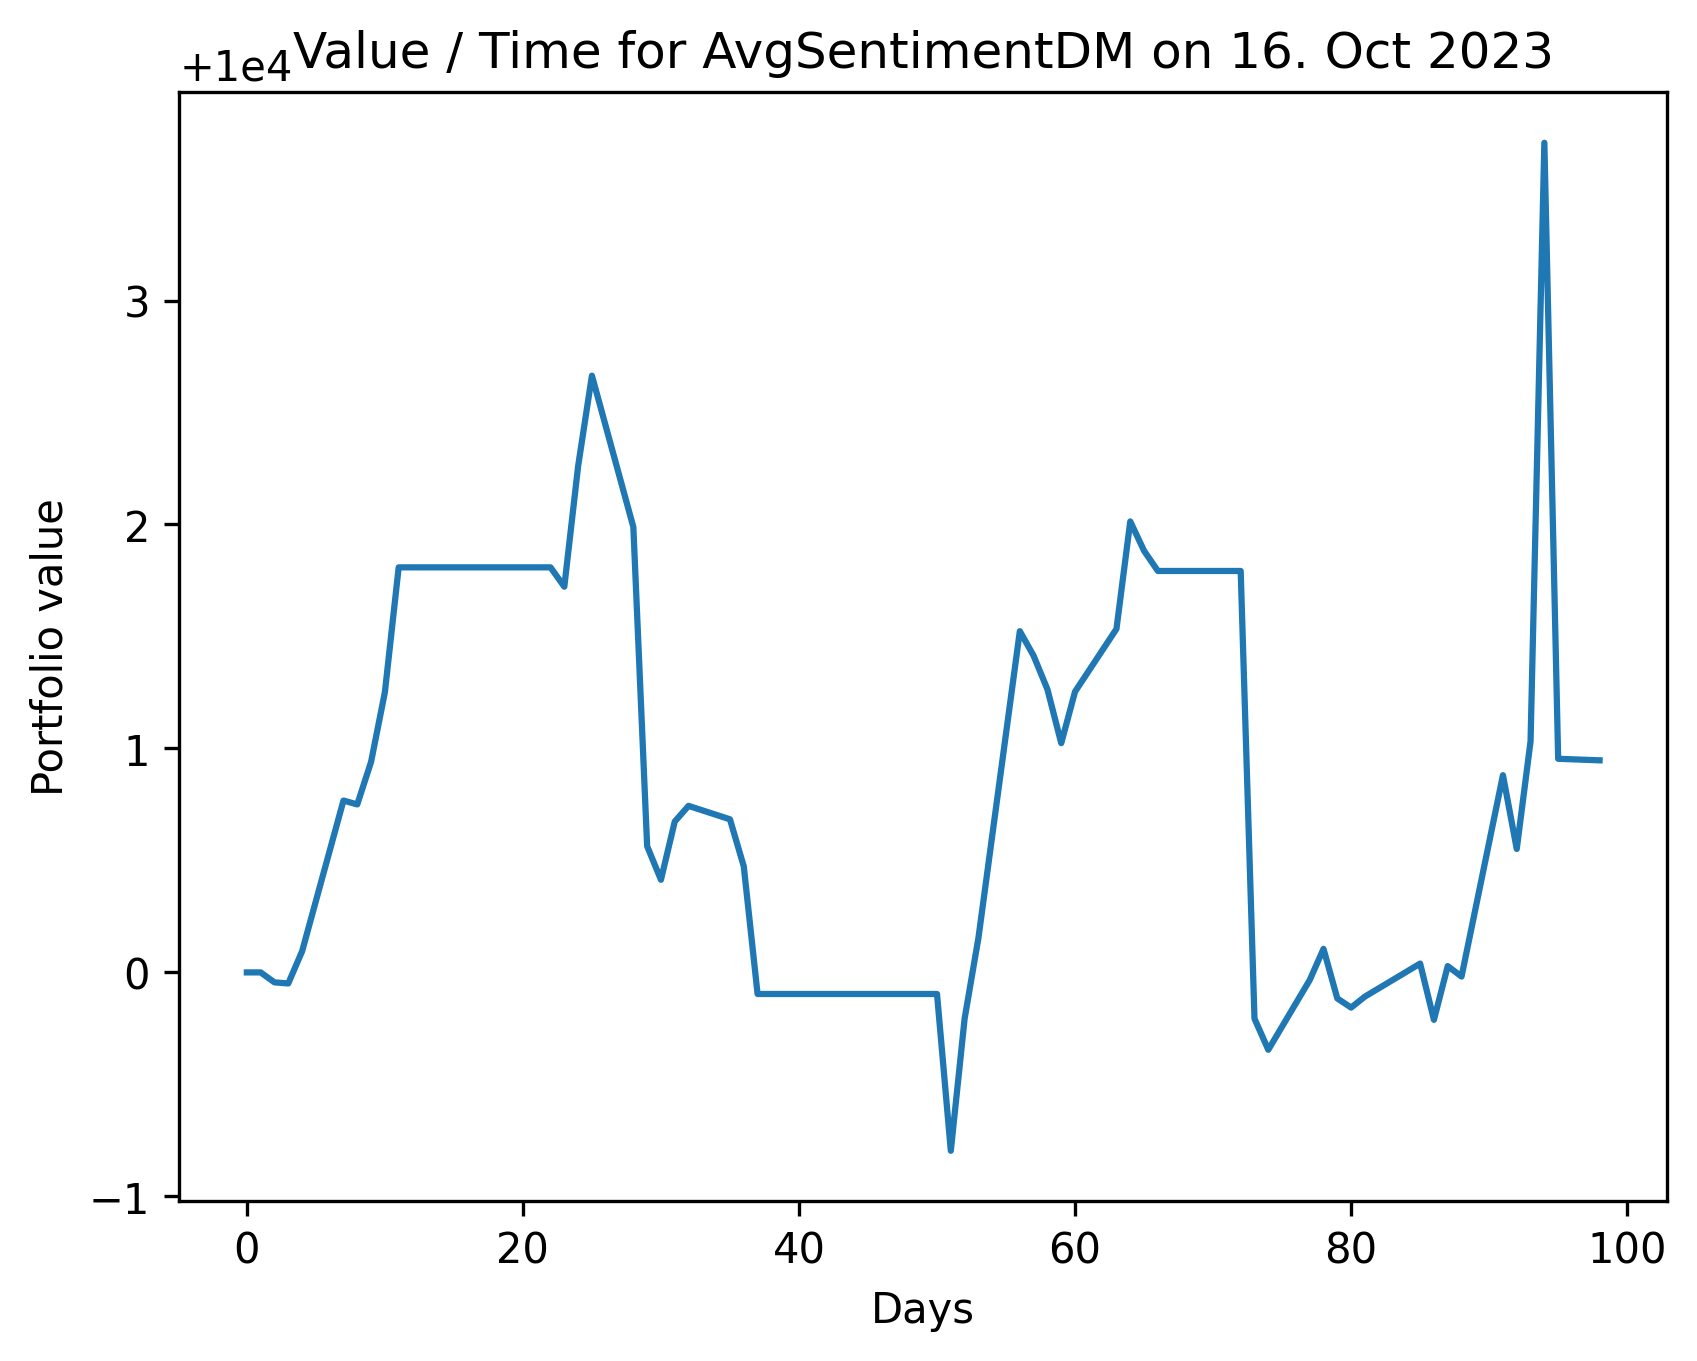 Value / Time for AvgSentimentDM on 16. Oct 2023
+1e4
Portfolio value
3
2
1
0
−1
0 20 40 60 80 100
Days